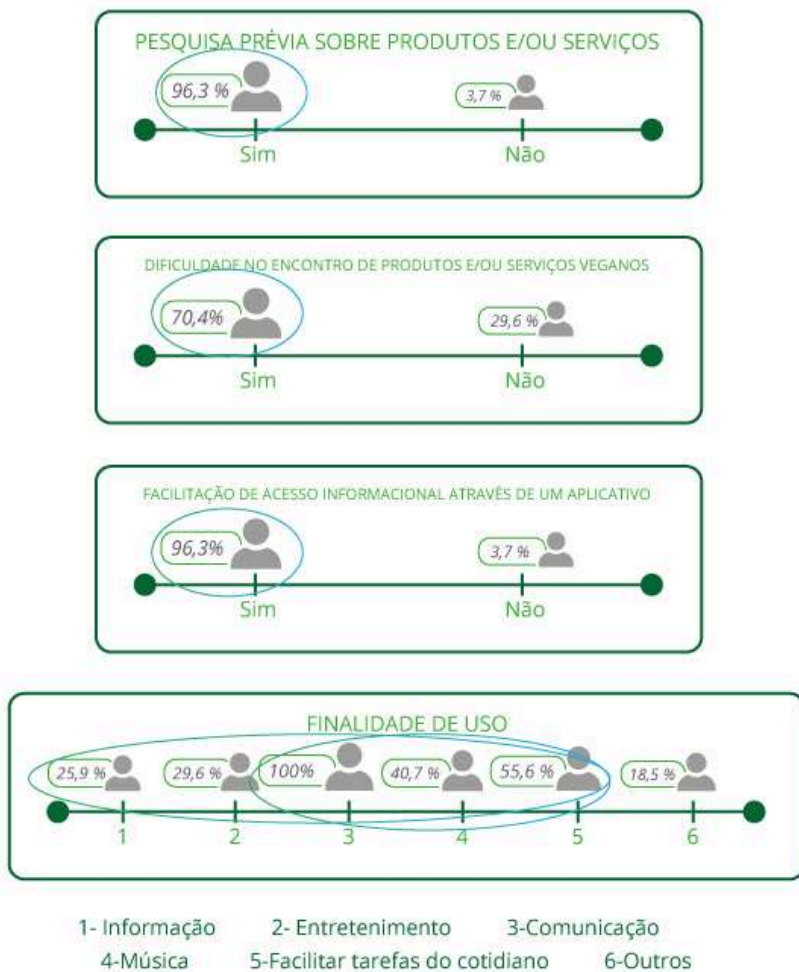 PESQUISA PRÉVIA SOBRE PRODUTOS E/OU SERVIÇOS
96,3 % 3,7 %
Sim Não
DIFICULDADE NO ENCONTRO DE PRODUTOS E/OU SERVIÇOS VEGANOS
70,4% 29,6 %
Sim Não
FACILITAÇÃO DE ACESSO INFORMACIONAL ATRAVÉS DE UM APLICATIVO
96,3% 3,7 %
Sim Não
FINALIDADE DE USO
25,9 % 29,6 % 100% 40,7 % 55,6 % 18,5 %
1 2 3 4 5 6
1- Informação 2- Entretenimento 3-Comunicação
4-Música 5-Facilitar tarefas do cotidiano 6-Outros